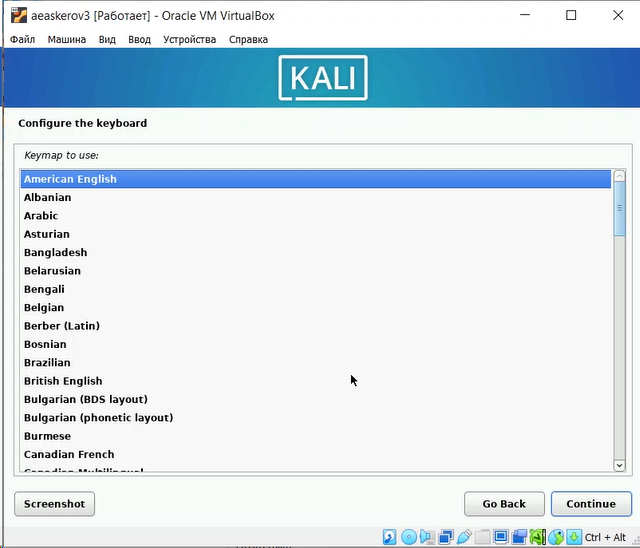 aeaskerov3 [Работает] - Oracle VM VirtualBox
Файл Машина Вид Ввод Устройства Справка
KALI
Configure the keyboard
Keymap to use:
American English
Albanian
Arabic
Asturian
Bangladesh
Belarusian
Bengali
Belgian
Berber (Latin)
Bosnian
Brazilian
British English
Bulgarian (BDS layout)
Bulgarian (phonetic layout)
Burmese
Canadian French
Canadian Multilingual
Screenshot Go Back Continue
Ctrl + Alt